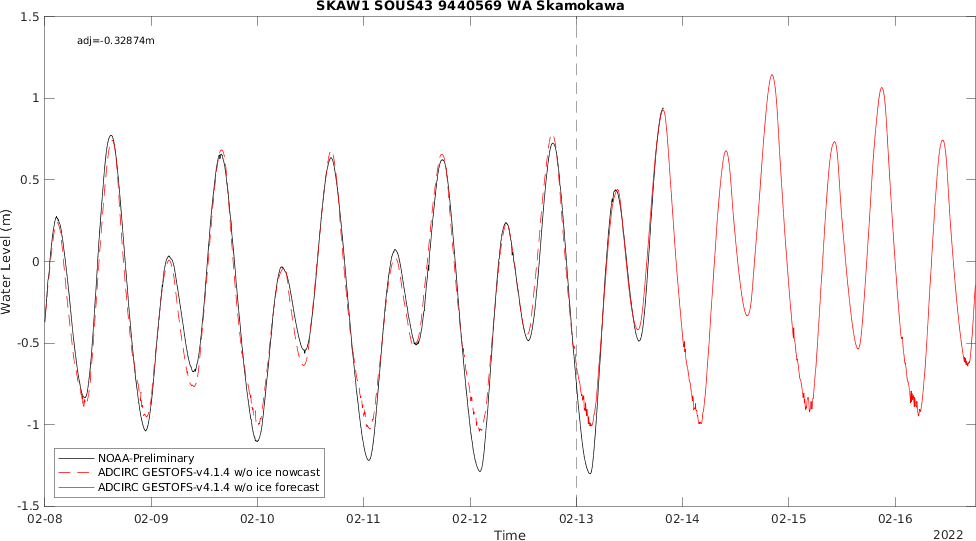 SKAW1 SOUS43 9440569 WA Skamokawa
adj=-0.32874m
1.5
1
0.5
0
-0.5
-1
-1.5
Water Level (m)
NOAA-Preliminary
ADCIRC GESTOFS-v4.1.4 w/o ice nowcast
ADCIRC GESTOFS-v4.1.4 w/o ice forecast
02-08 02-09 02-10 02-11 02-12 02-13 02-14 02-15 02-16
Time
2022